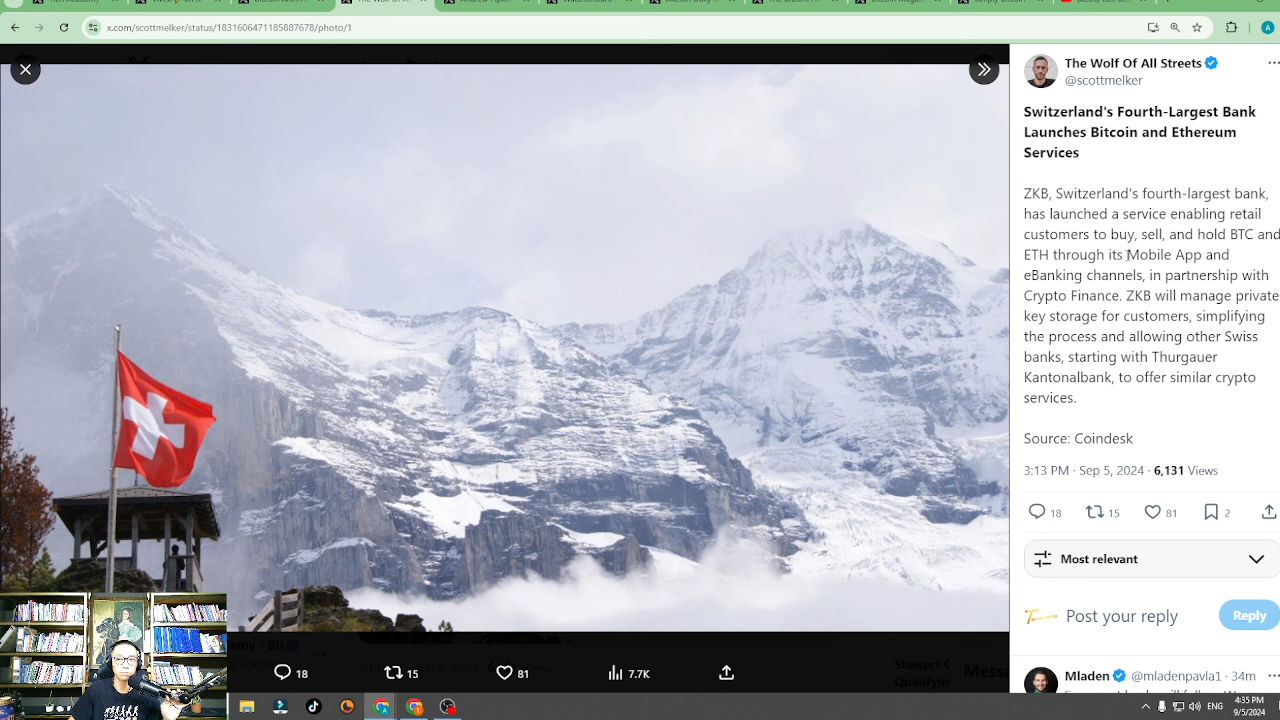 x.com/scottmelker/status/1831606471185887678/photo/1
The Wolf Of All Streets
@scottmelker
Switzerland's Fourth-Largest Bank
Launches Bitcoin and Ethereum
Services
ZKB, Switzerland's fourth-largest bank,
has launched a service enabling retail
customers to buy, sell, and hold BTC and
ETH through its Mobile App and
eBanking channels, in partnership with
Crypto Finance. ZKB will manage private
key storage for customers, simplifying
the process and allowing other Swiss
banks, starting with Thurgauer
Kantonalbank, to offer similar crypto
services.
Source: Coindesk
3:13 PM · Sep 5, 2024 · 6,131 Views
18 15 81 2
Most relevant
Post your reply
Reply
Mladen @mladenpavla1 · 34m
18 15 81 7.7K
Stewart C
Qualifyin
Messa
ENG
4:35 PM
9/5/2024